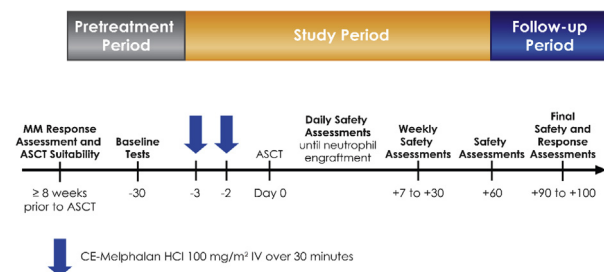 Pretreatment
Period
Study Period
Follow-up
Period
MM Response
Assessment and
ASCT Suitability
Baseline
Tests
ASCT
Daily Safety
Assessments
until neutrophil
engraftment
Weekly
Safety
Assessments
Safety
Assessments
Final
Safety and
Response
Assessments
≥ 8 weeks
prior to ASCT
-30
-3
-2
Day 0
+7 to +30
+60
+90 to +100
CE-Melphalan HCl 100 mg/m² IV over 30 minutes